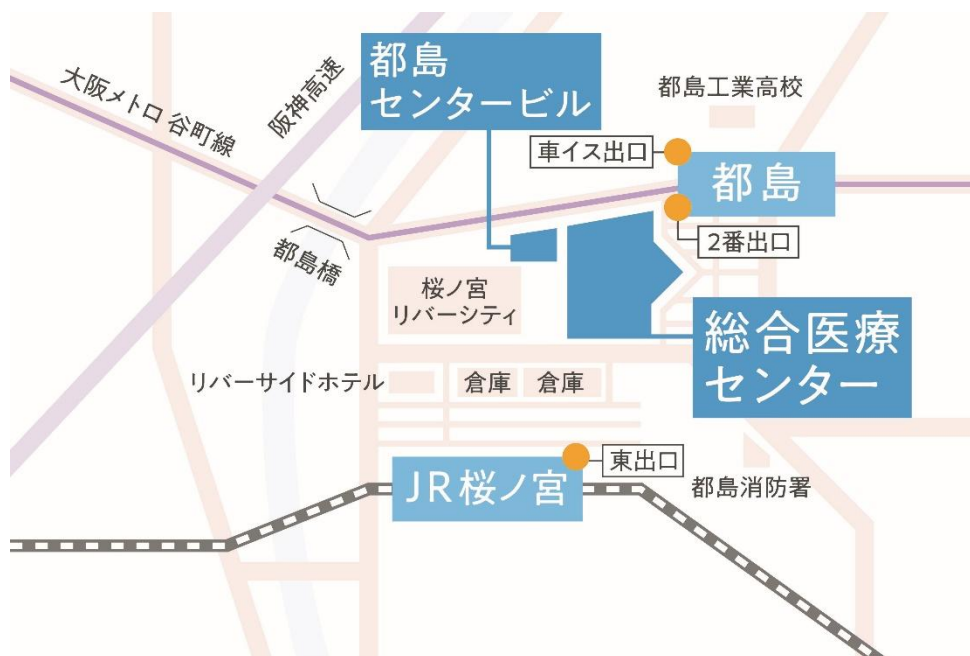 都島
センタービル
都島工業高校
阪神高速
大阪メトロ 谷町線
車イス出口
都島
2番出口
都島橋
桜ノ宮
リバーシティ
総合医療
センター
リバーサイドホテル
倉庫
倉庫
東出口
JR桜ノ宮
都島消防署